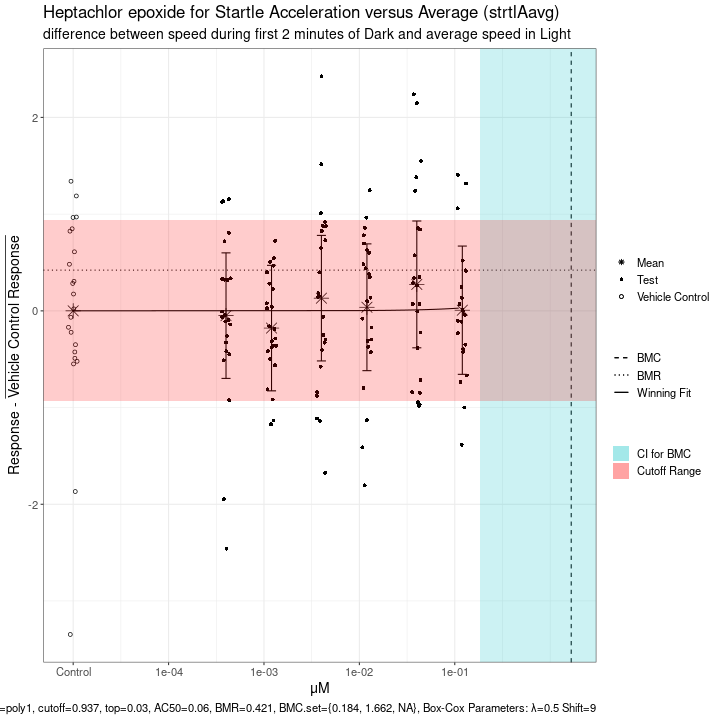 Heptachlor epoxide for Startle Acceleration versus Average (strtlAavg)
difference between speed during first 2 minutes of Dark and average speed in Light
Response - Vehicle Control Response
2
0
-2
Control
1e-04
1e-03
1e-02
1e-01
μM
Mean
Test
Vehicle Control
BMC
BMR
Winning Fit
CI for BMC
Cutoff Range
=poly1, cutoff=0.937, top=0.03, AC50=0.06, BMR=0.421, BMC.set={0.184, 1.662, NA}, Box-Cox Parameters: λ=0.5 Shift=9